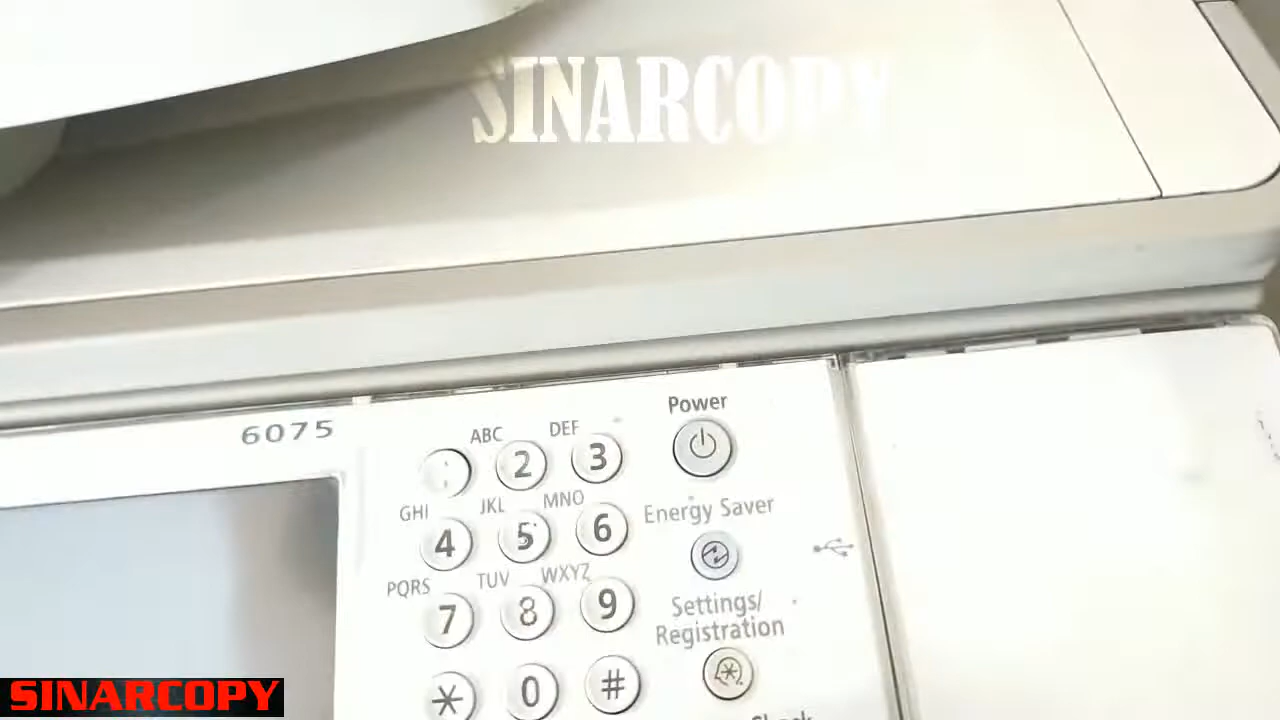 SINARCOPY
6075
Power
ABC
DEF
2
3
Energy Saver
GHI
JKL
MNO
4
5
6
Settings/
Registration
PQRS
TUV
WXYZ
7
8
9
*
0
#
Check
SINARCOPY